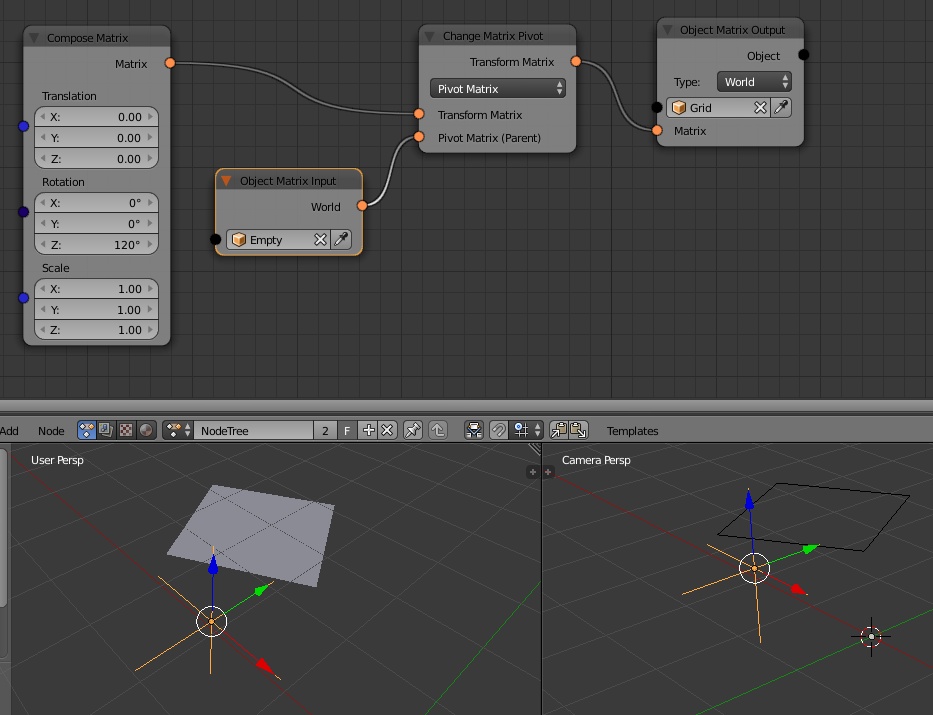 Compose Matrix
Matrix
Translation
X: 0.00
Y: 0.00
Z: 0.00
Rotation
X: 0°
Y: 0°
Z: 120°
Scale
X: 1.00
Y: 1.00
Z: 1.00
Object Matrix Input
World
Empty
Change Matrix Pivot
Transform Matrix
Pivot Matrix
Transform Matrix
Pivot Matrix (Parent)
Object Matrix Output
Object
Type: World
Grid
Matrix
Add Node NodeTree 2 F Templates
User Persp
Camera Persp